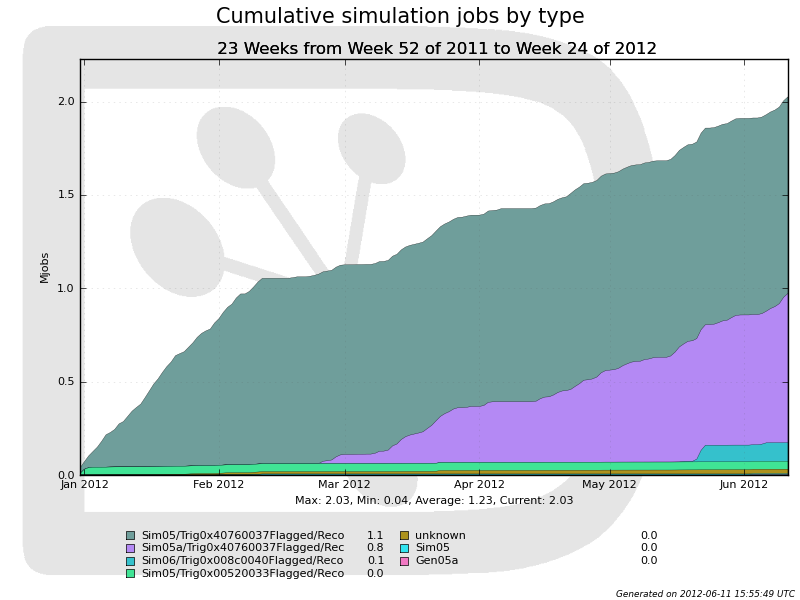 Cumulative simulation jobs by type
23 Weeks from Week 52 of 2011 to Week 24 of 2012
Mjobs
2.0
1.5
1.0
0.5
0.0
Jan 2012 Feb 2012 Mar 2012 Apr 2012 May 2012 Jun 2012
Max: 2.03, Min: 0.04, Average: 1.23, Current: 2.03
Sim05/Trig0x40760037Flagged/Reco 1.1 unknown 0.0
Sim05a/Trig0x40760037Flagged/Rec 0.8 Sim05 0.0
Sim06/Trig0x008c0040Flagged/Reco 0.1 Gen05a 0.0
Sim05/Trig0x00520033Flagged/Reco 0.0
Generated on 2012-06-11 15:55:49 UTC